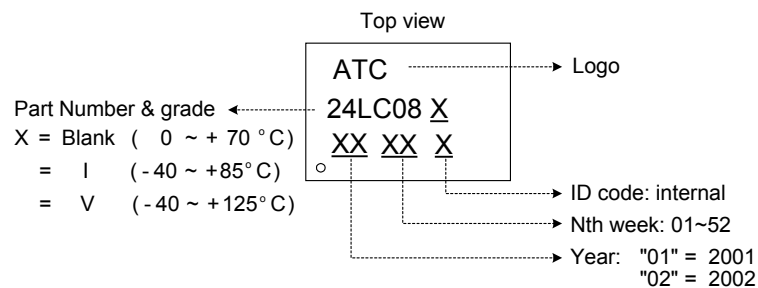 Top view
ATC
Logo
Part Number & grade
24LC08 X
X = Blank ( 0 ~ + 70 °C)
= I (-40 ~ +85°C)
= V (-40 ~ +125°C)
XX XX X
ID code: internal
Nth week: 01~52
Year: "01" = 2001
"02" = 2002